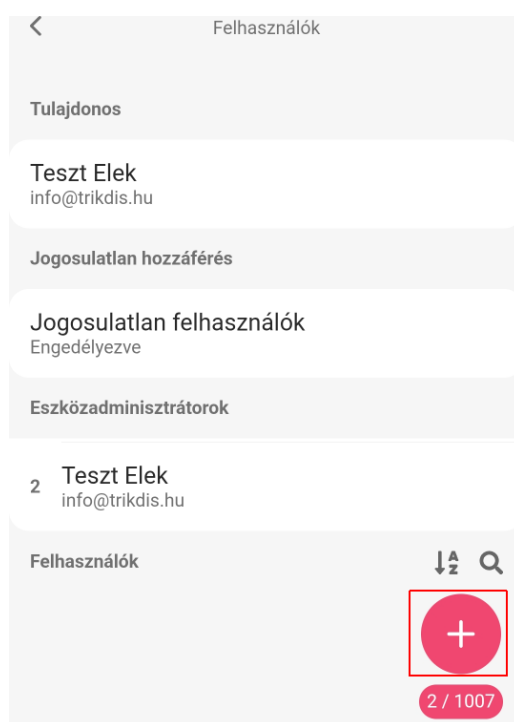 Felhasználók
Tulajdonos
Teszt Elek
info@trikdis.hu
Jogosulatlan hozzáférés
Jogosulatlan felhasználók
Engedélyezve
Eszközadminisztrátorok
2 Teszt Elek
info@trikdis.hu
Felhasználók
2 / 1007